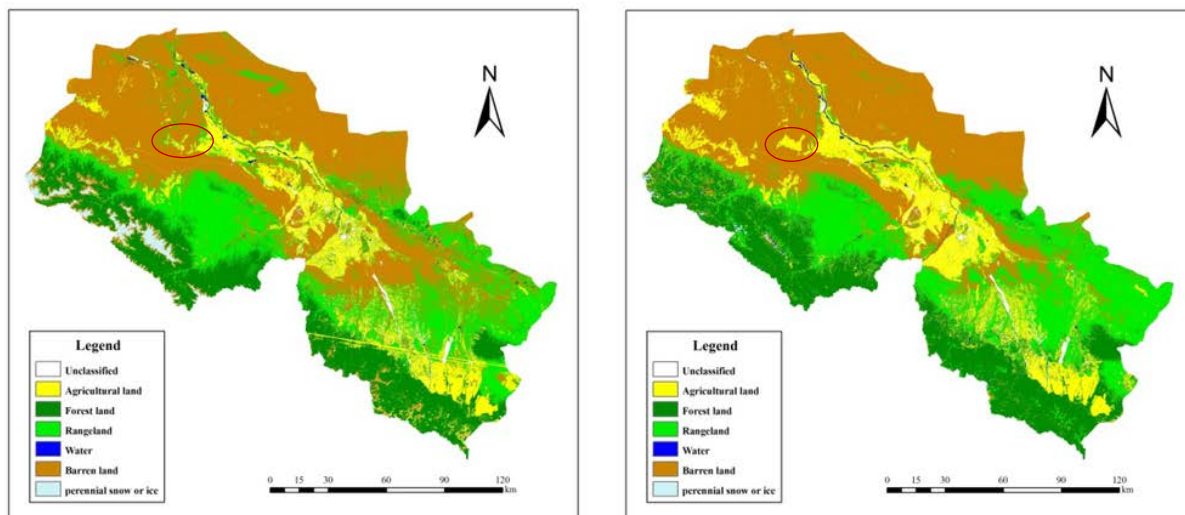 N
Legend
Unclassified
Agricultural land
Forest land
Rangeland
Water
Barren land
perennial snow or ice
0 15 30 60 90 120
km
N
Legend
Unclassified
Agricultural land
Forest land
Rangeland
Water
Barren land
perennial snow or ice
0 15 30 60 90 120
km